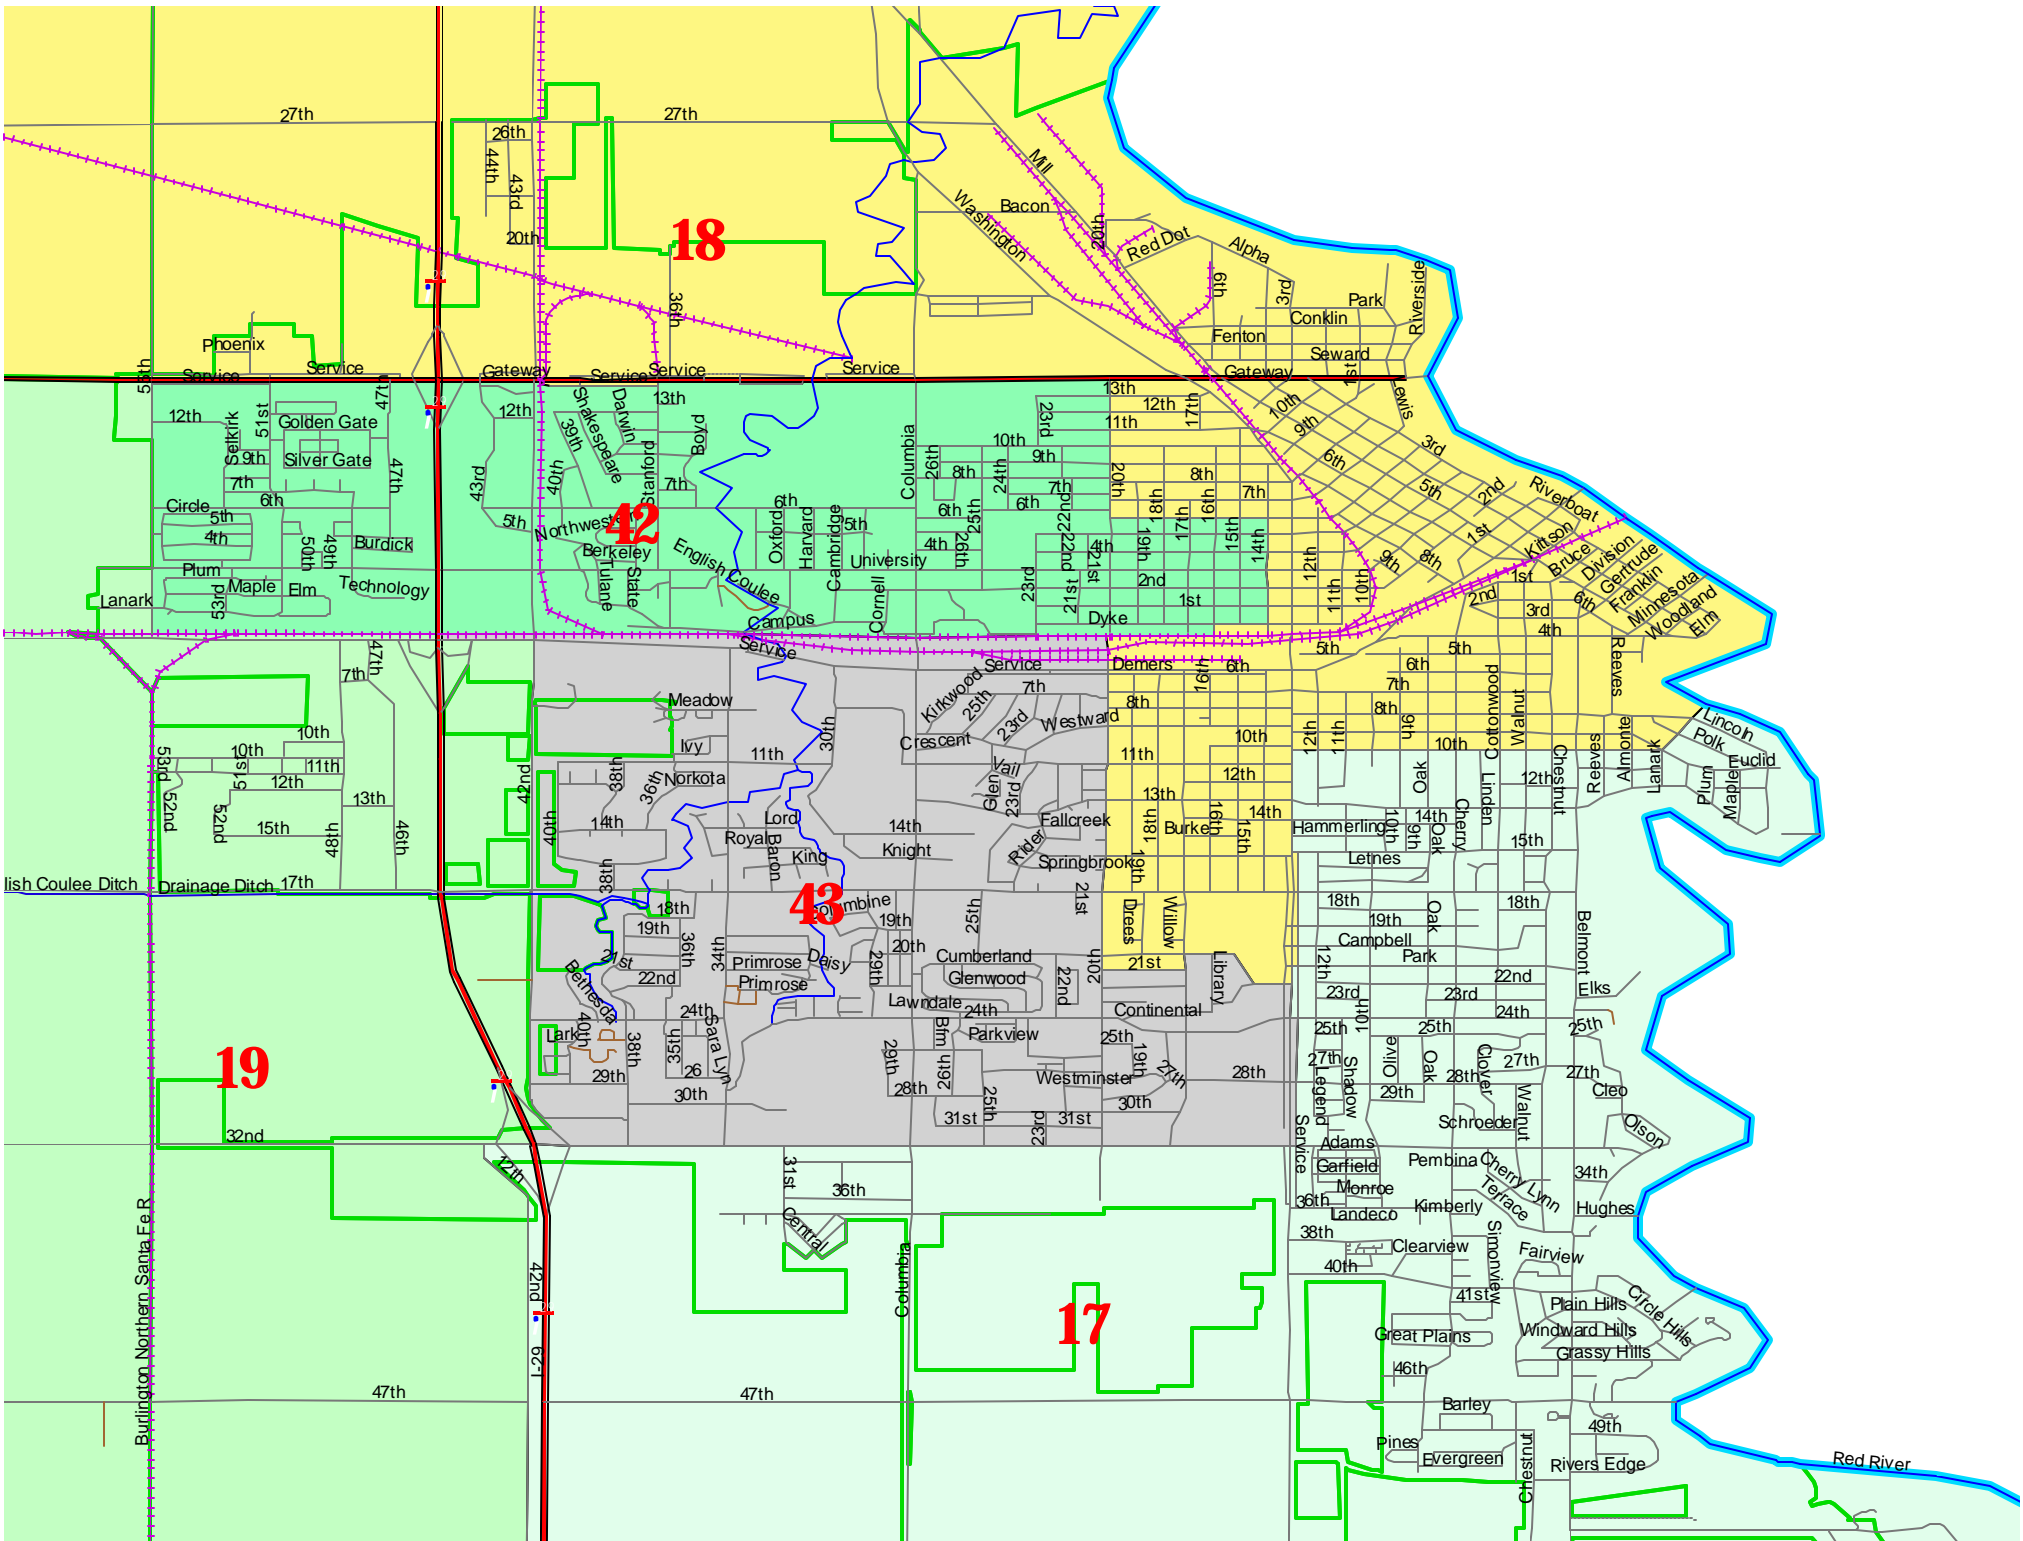 27th
27th
26th
44th
43rd
20th
18
Mill
Bacon
Washington
20th
Red Dot
Alpha
6th
3rd
Park
Riverside
Conklin
Fenton
Seward
36th
Phoenix
55th
Service
Service
47th
Gateway
Service
Service
Service
Gateway
1st
Lewis
13th
12th
11th
17th
10th
9th
12th
Selkirk
51st
Golden Gate
9th
Silver Gate
47th
7th
6th
Circle
5th
4th
50th
49th
Burdick
Plum
Maple
Elm
Technology
53rd
Lanark
12th
43rd
5th
Shakespeare
Darwin
13th
39th
40th
Stanford
Boyd
7th
42
Northwestern
Berkeley
Tulane
State
English Coulee
Campus
6th
Oxford
Harvard
Cambridge
5th
University
Cornell
Columbia
26th
10th
9th
8th
24th
23rd
7th
6th
6th
25th
22nd
4th
26th
23rd
22nd
4th
21st
21st
2nd
1st
Dyke
20th
8th
18th
16th
7th
17th
19th
15th
14th
12th
11th
10th
6th
3rd
5th
2nd
1st
Riverboat
9th
8th
Kittson
Bruce
Division
Gertrude
Franklin
Minnesota
Woodland
Elm
1st
2nd
3rd
6th
4th
5th
5th
Reeves
Service
Service
Demers
6th
16th
6th
7th
8th
9th
Cottonwood
Walnut
10th
7th
47th
10th
10th
51st
11th
12th
53rd
52nd
52nd
15th
13th
48th
46th
lish Coulee Ditch
Drainage Ditch
17th
Meadow
Ivy
Norkota
38th
36th
42nd
40th
14th
38th
11th
30th
Lord
Royal
Baron
King
14th
Knight
Kirkwood
25th
7th
23rd
Westward
Crescent
Vail
Glen
23rd
Fallcreek
Rider
Springbrook
8th
11th
10th
12th
13th
14th
18th
Burke
16th
15th
19th
12th
11th
Oak
Linden
12th
Chestnut
Reeves
Almonte
Lanark
Lincoln
Polk
Euclid
Plum
Maple
Hammerling
10th
14th
9th
Oak
Cherry
15th
Letnes
43
Columbine
18th
19th
36th
34th
21st
22nd
Bethesda
40th
Lark
38th
24th
35th
Sara Lyn
26
29th
30th
Primrose
Primrose
Daisy
19th
20th
29th
25th
21st
Cumberland
Glenwood
22nd
20th
Lawndale
24th
Bfm
Parkview
29th
28th
26th
25th
31st
23rd
31st
30th
Westminster
25th
19th
27th
28th
Continental
Drees
Willow
21st
Library
18th
Oak
18th
19th
Campbell
Park
12th
22nd
Belmont
Elks
23rd
23rd
10th
24th
25th
25th
25th
27th
Olive
Oak
Clover
27th
27th
28th
Legend
Shadow
29th
Cleo
Walnut
Schroeder
Olson
Service
Adams
Garfield
Pembina
Cherry Lynn
34th
Monroe
36th
Terrace
Landeco
Kimberly
Hughes
38th
Clearview
Simonview
Fairview
40th
41st
Plain Hills
Circle Hills
Great Plains
Windward Hills
Grassy Hills
46th
19
32nd
12th
31st
36th
Central
Columbia
17
42nd
I-29
Burlington Northern Santa Fe R
47th
47th
Barley
49th
Pines
Evergreen
Chestnut
Rivers Edge
Red River